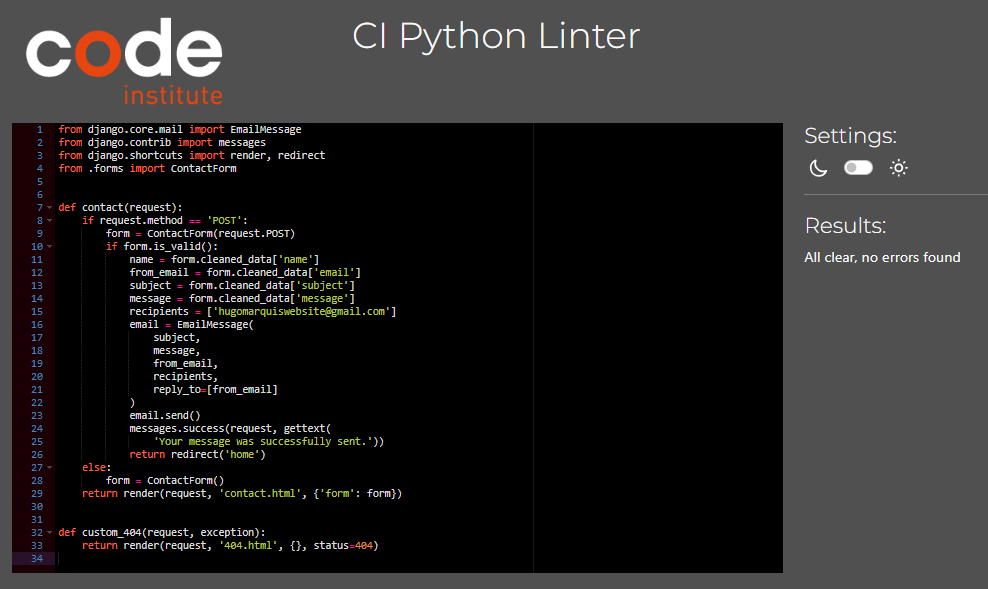 code
institute
CI Python Linter
1 from django.core.mail import EmailMessage
2 from django.contrib import messages
3 from django.shortcuts import render, redirect
4 from .forms import ContactForm
5
6
7 def contact(request):
8     if request.method == 'POST':
9         form = ContactForm(request.POST)
10         if form.is_valid():
11             name = form.cleaned_data['name']
12             from_email = form.cleaned_data['email']
13             subject = form.cleaned_data['subject']
14             message = form.cleaned_data['message']
15             recipients = ['hugomarquiswebsite@gmail.com']
16             email = EmailMessage(
17                 subject,
18                 message,
19                 from_email,
20                 recipients,
21                 reply_to=[from_email]
22             )
23             email.send()
24             messages.success(request, gettext(
25                 'Your message was successfully sent.'))
26             return redirect('home')
27     else:
28         form = ContactForm()
29     return render(request, 'contact.html', {'form': form})
30
31
32 def custom_404(request, exception):
33     return render(request, '404.html', {}, status=404)
34
Settings:
Results:
All clear, no errors found